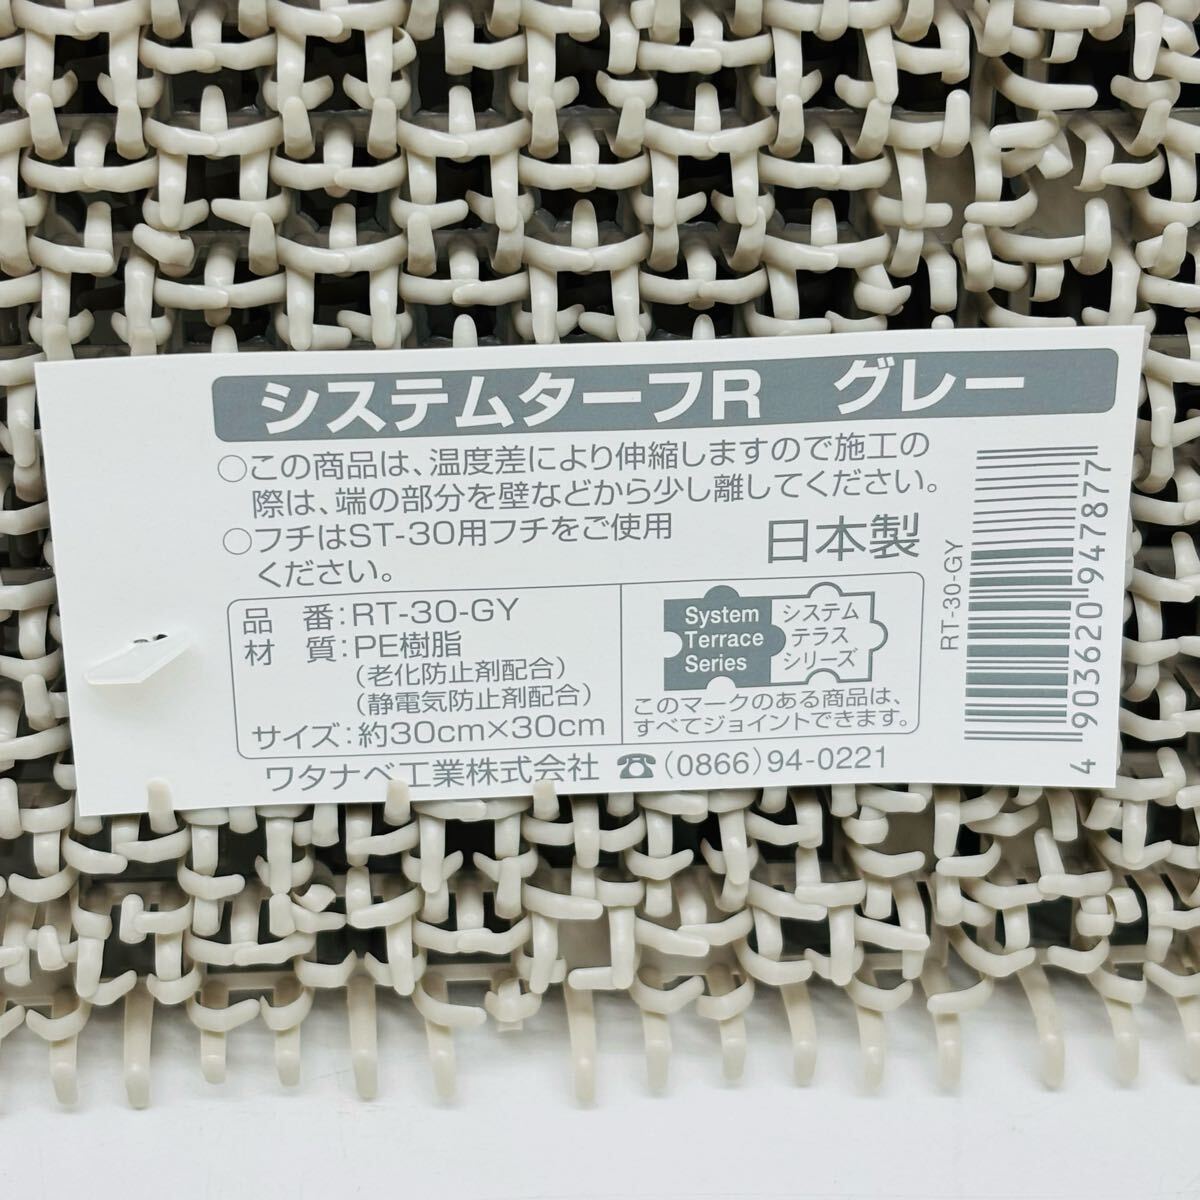 システムターフR　グレー
○この商品は、温度差により伸縮しますので施工の
際は、端の部分を壁などから少し離してください。
○フチはST-30用フチをご使用
ください。
日本製
品　番：RT-30-GY
材　質：PE樹脂
(老化防止剤配合)
(静電気防止剤配合)
サイズ：約30cm×30cm
System
Terrace
Series
システム
テラス
シリーズ
このマークのある商品は、
すべてジョイントできます。
ワタナベ工業株式会社 ☎(0866)94-0221
RT-30-GY
4 903620 947877